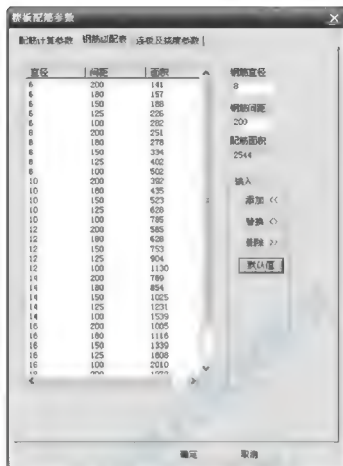 楼板配筋参数
配筋计算参数 钢筋级配表 连板及挠度参数
直径 间距 面积
6 200 141
6 180 157
6 150 188
6 125 226
6 100 282
8 200 251
8 180 278
8 150 334
8 125 402
8 100 502
10 200 392
10 180 435
10 150 523
10 125 628
10 100 785
12 200 565
12 180 628
12 150 753
12 125 904
12 100 1130
14 200 769
14 180 854
14 150 1025
14 125 1231
14 100 1539
16 200 1005
16 180 1116
16 150 1339
16 125 1608
16 100 2010
18 200 1272
钢筋直径
8
钢筋间距
200
配筋面积
2544
输入
添加 <<
替换 <>
删除 >>
默认值
确定 取消